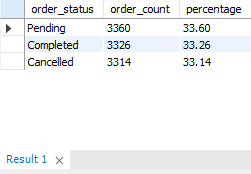 order_status order_count percentage
Pending 3360 33.60
Completed 3326 33.26
Cancelled 3314 33.14
Result 1